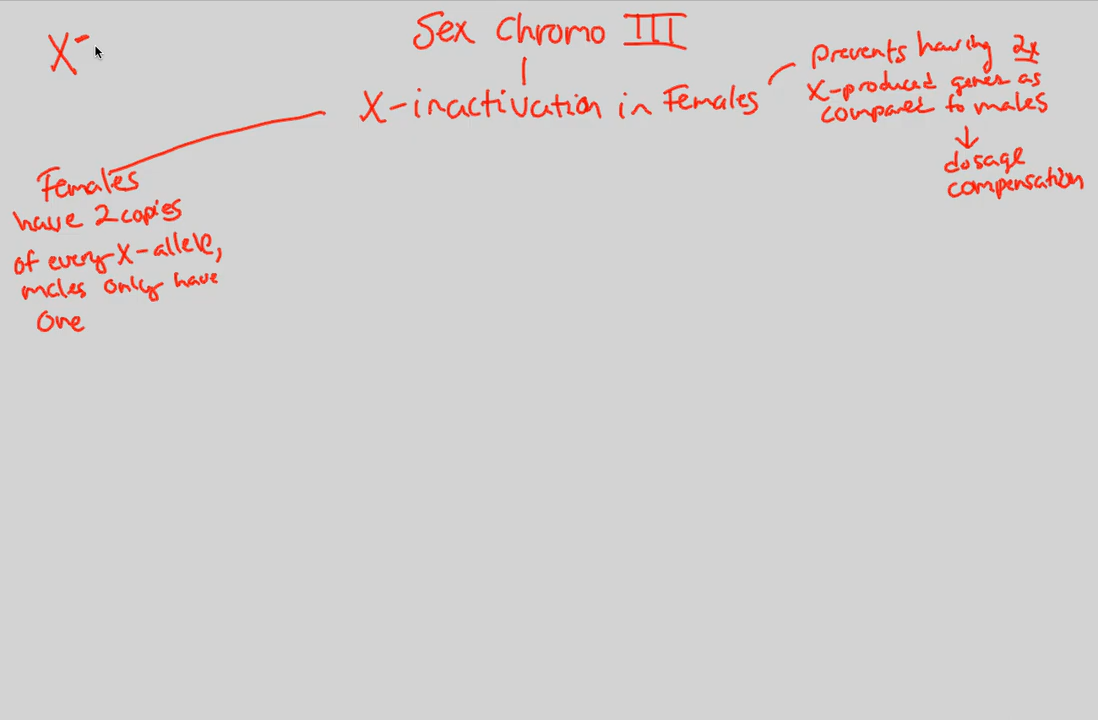 X-
Sex Chromo III
X-inactivation in Females
Prevents having 2x
X-produced genes as
compared to males
dosage
compensation
Females
have 2 copies
of every X-allele,
males only have
one